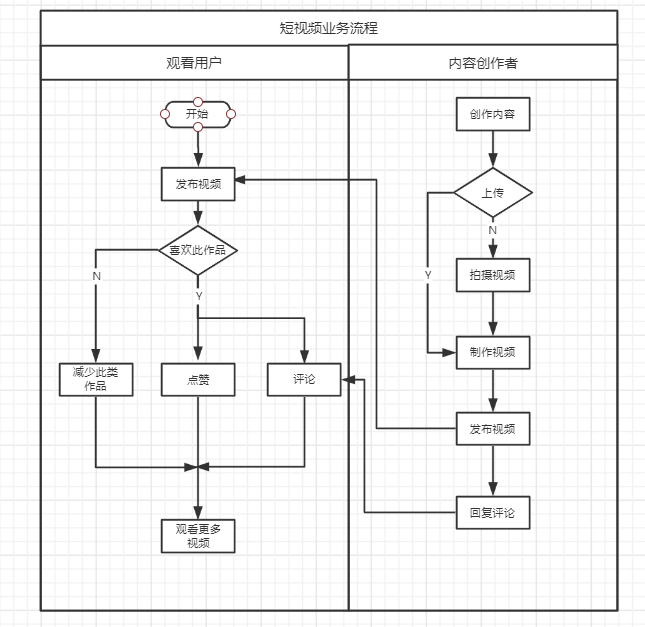 短视频业务流程
观看用户
内容创作者
开始
创作内容
发布视频
上传
喜欢此作品
N
N
Y
Y
拍摄视频
制作视频
减少此类
作品
点赞
评论
发布视频
回复评论
观看更多
视频